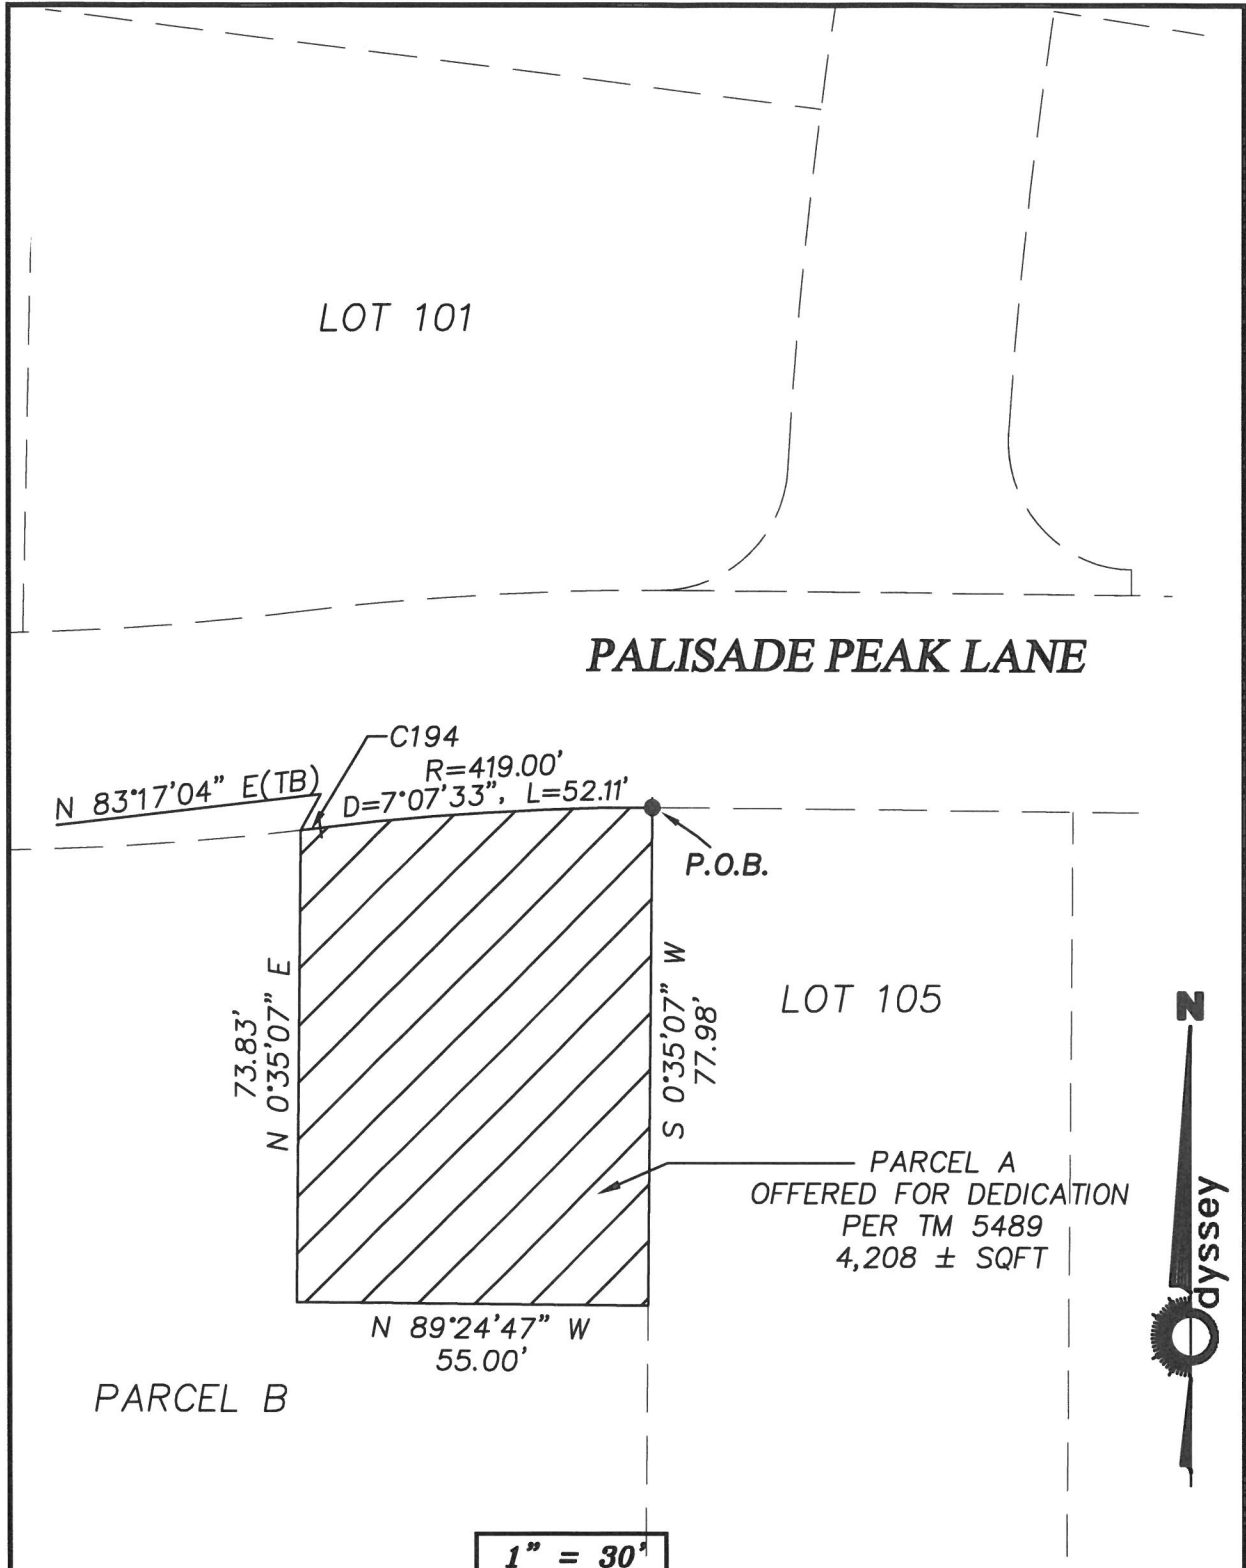 LOT 101
PALISADE PEAK LANE
C194
R=419.00'
D=7°07'33", L=52.11'
N 83°17'04" E(TB)
P.O.B.
73.83'
N 0°35'07" E
S 0°35'07" W
77.98'
LOT 105
N
PARCEL A
OFFERED FOR DEDICATION
PER TM 5489
4,208 ± SQFT
Odyssey
N 89°24'47" W
55.00'
PARCEL B
1" = 30'